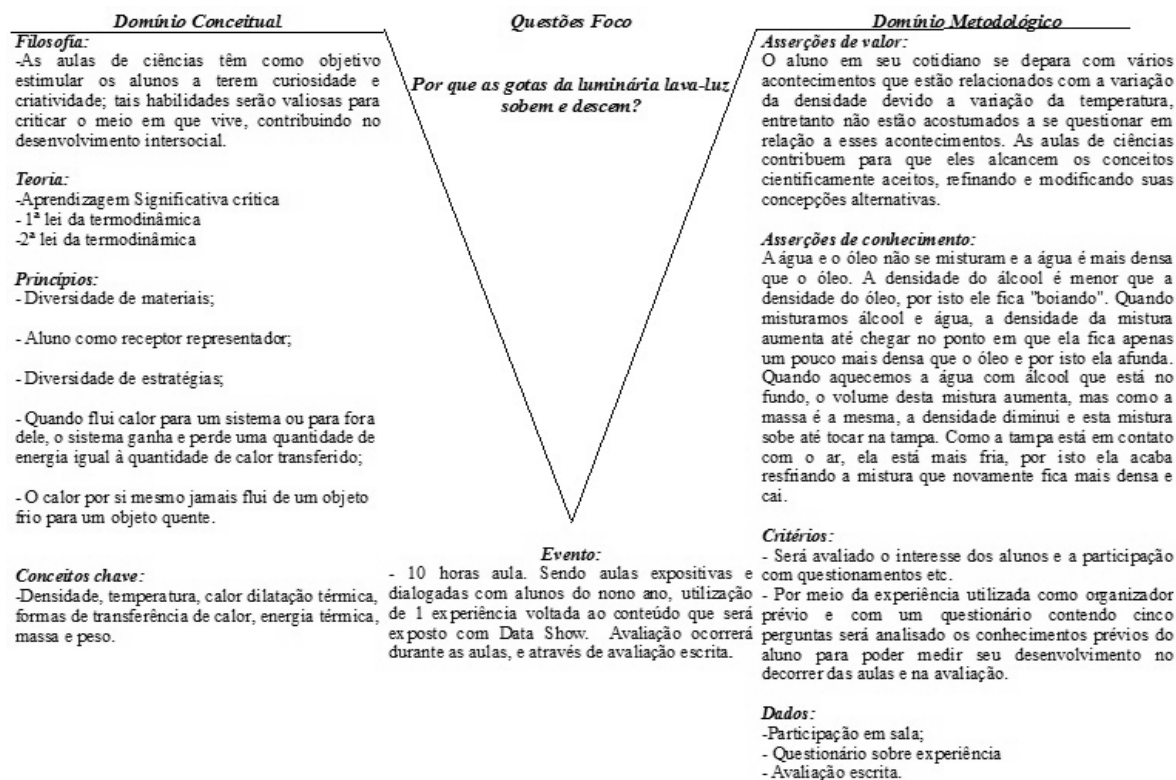 Domínio Conceitual
Filosofia:
-As aulas de ciências têm como objetivo
estimular os alunos a terem curiosidade e
criatividade; tais habilidades serão valiosas para
criticar o meio em que vive, contribuindo no
desenvolvimento intersocial.
Teoria:
-Aprendizagem Significativa crítica
- 1ª lei da termodinâmica
-2ª lei da termodinâmica
Princípios:
- Diversidade de materiais;
- Aluno como receptor representador;
- Diversidade de estratégias;
- Quando flui calor para um sistema ou para fora
dele, o sistema ganha e perde uma quantidade de
energia igual à quantidade de calor transferido;
- O calor por si mesmo jamais flui de um objeto
frio para um objeto quente.
Conceitos chave:
-Densidade, temperatura, calor dilatação térmica,
formas de transferência de calor, energia térmica,
massa e peso.
Questões Foco
Por que as gotas da luminária lava-luz
sobem e descem?
Evento:
- 10 horas aula. Sendo aulas expositivas e
dialogadas com alunos do nono ano, utilização
de 1 experiência voltada ao conteúdo que será
exposto com Data Show. Avaliação ocorrerá
durante as aulas, e através de avaliação escrita.
Domínio Metodológico
Asserções de valor:
O aluno em seu cotidiano se depara com vários
acontecimentos que estão relacionados com a variação
da densidade devido a variação da temperatura,
entretanto não estão acostumados a se questionar em
relação a esses acontecimentos. As aulas de ciências
contribuem para que eles alcancem os conceitos
cientificamente aceitos, refinando e modificando suas
concepções alternativas.
Asserções de conhecimento:
A água e o óleo não se misturam e a água é mais densa
que o óleo. A densidade do álcool é menor que a
densidade do óleo, por isto ele fica "boiando". Quando
misturamos álcool e água, a densidade da mistura
aumenta até chegar no ponto em que ela fica apenas
um pouco mais densa que o óleo e por isto ela afunda.
Quando aquecemos a água com álcool que está no
fundo, o volume desta mistura aumenta, mas como a
massa é a mesma, a densidade diminui e esta mistura
sobe até tocar na tampa. Como a tampa está em contato
com o ar, ela está mais fria, por isto ela acaba
resfriando a mistura que novamente fica mais densa e
cai.
Critérios:
- Será avaliado o interesse dos alunos e a participação
com questionamentos etc.
- Por meio da experiência utilizada como organizador
prévio e com um questionário contendo cinco
perguntas será analisado os conhecimentos prévios do
aluno para poder medir seu desenvolvimento no
decorrer das aulas e na avaliação.
Dados:
-Participação em sala;
- Questionário sobre experiência
- Avaliação escrita.